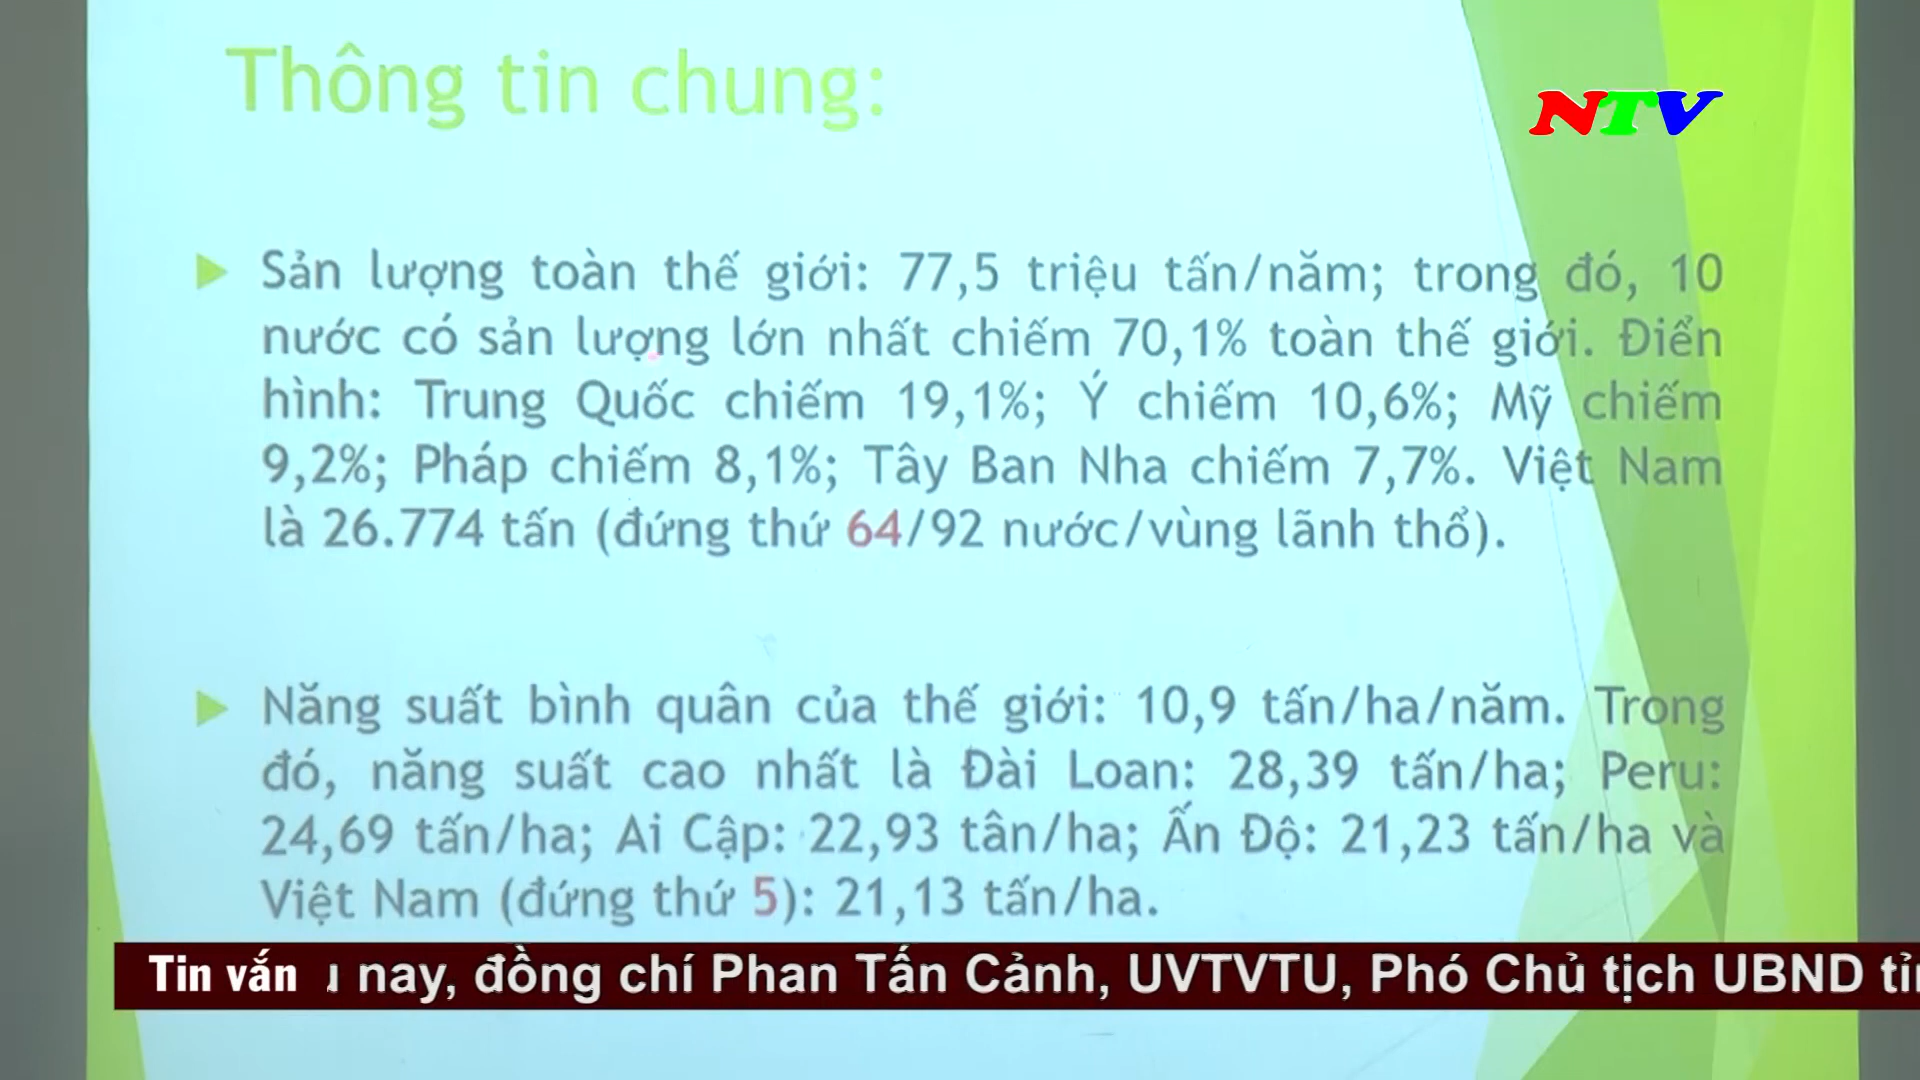 Thông tin chung:
NTV
Sản lượng toàn thế giới: 77,5 triệu tấn/năm; trong đó, 10
nước có sản lượng lớn nhất chiếm 70,1% toàn thế giới. Điển
hình: Trung Quốc chiếm 19,1%; Ý chiếm 10,6%; Mỹ chiếm
9,2%; Pháp chiếm 8,1%; Tây Ban Nha chiếm 7,7%. Việt Nam
là 26.774 tấn (đứng thứ 64/92 nước/vùng lãnh thổ).
Năng suất bình quân của thế giới: 10,9 tấn/ha/năm. Trong
đó, năng suất cao nhất là Đài Loan: 28,39 tấn/ha; Peru:
24,69 tấn/ha; Ai Cập: 22,93 tân/ha; Ấn Độ: 21,23 tấn/ha và
Việt Nam (đứng thứ 5): 21,13 tấn/ha.
Tin vắn nay, đồng chí Phan Tấn Cảnh, UVTVTU, Phó Chủ tịch UBND